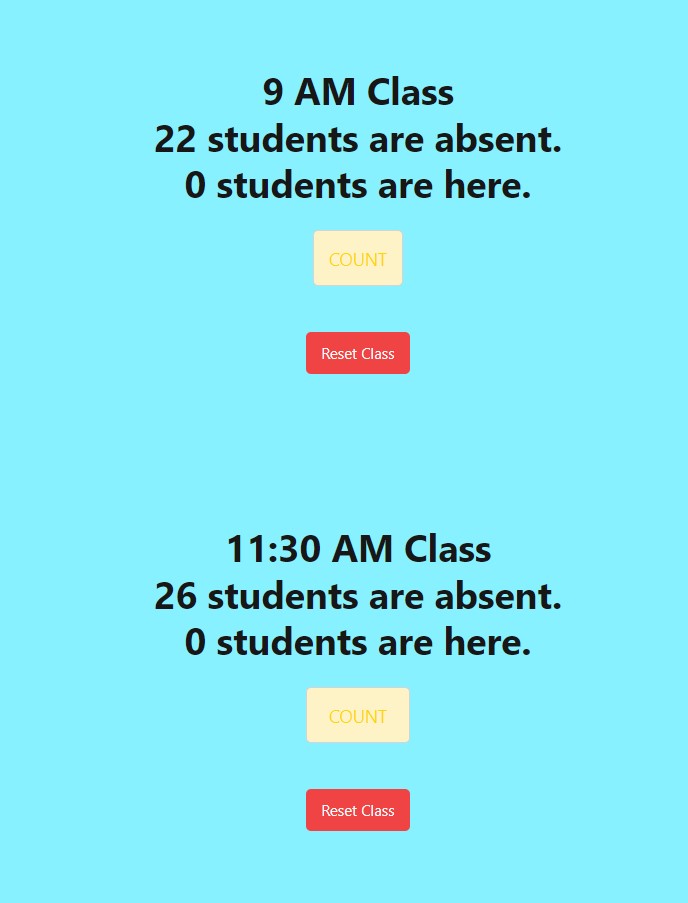 9 AM Class
22 students are absent.
0 students are here.
COUNT
Reset Class
11:30 AM Class
26 students are absent.
0 students are here.
COUNT
Reset Class